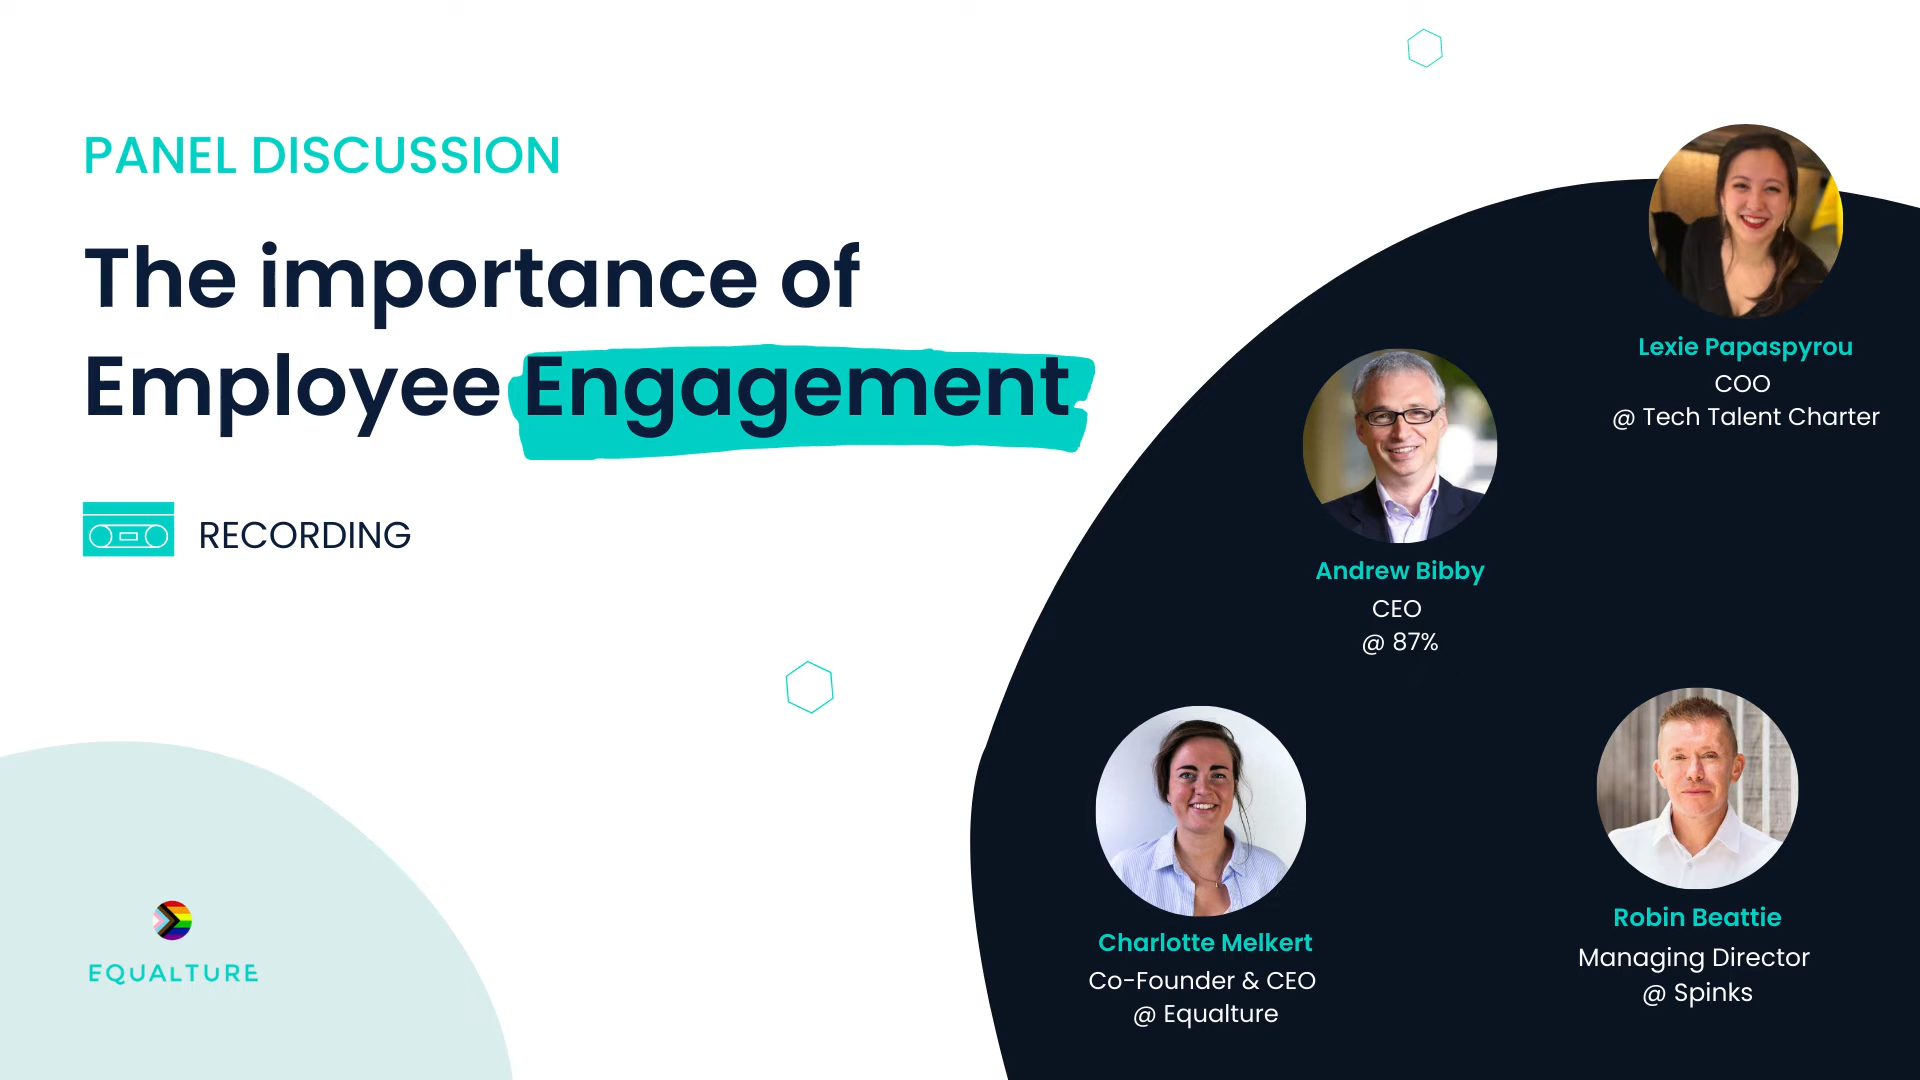 PANEL DISCUSSION
The importance of
Employee Engagement
RECORDING
Lexie Papaspyrou
COO
@ Tech Talent Charter
Andrew Bibby
CEO
@ 87%
Charlotte Melkert
Co-Founder & CEO
@ Equalture
Robin Beattie
Managing Director
@ Spinks
EQUALTURE